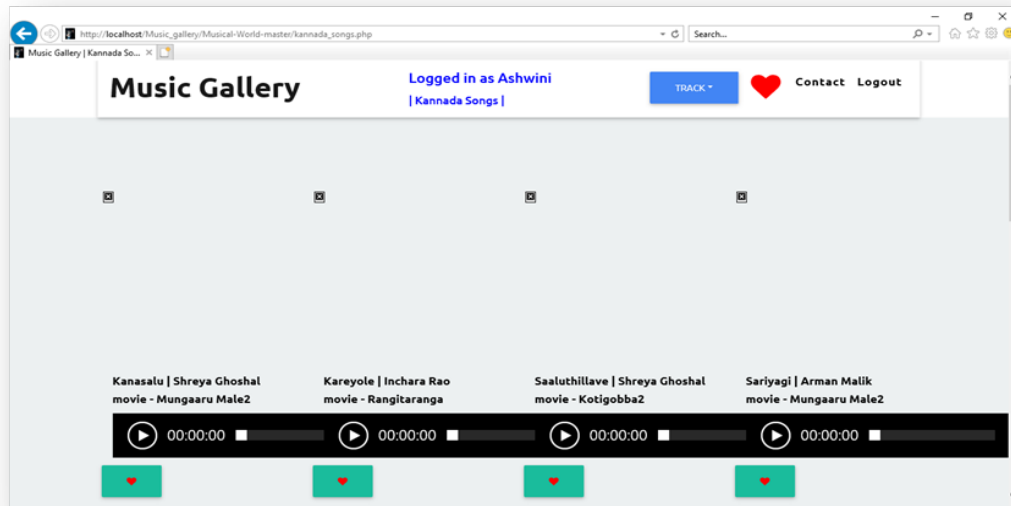 http://localhost/Music_gallery/Musical-World-master/kannada_songs.php
Search...
Music Gallery | Kannada So...
Music Gallery
Logged in as Ashwini
| Kannada Songs |
TRACK
Contact Logout
Kanasalu | Shreya Ghoshal
movie - Mungaaru Male2
Kareyole | Inchara Rao
movie - Rangitaranga
Saaluthillave | Shreya Ghoshal
movie - Kotigobba2
Sariyagi | Arman Malik
movie - Mungaaru Male2
00:00:00
00:00:00
00:00:00
00:00:00